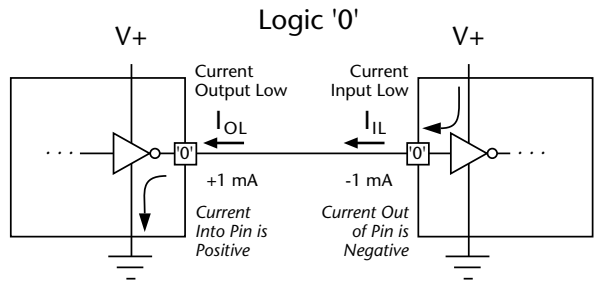 Logic '0'
V+
V+
Current
Output Low
Current
Input Low
I_OL
I_IL
. . .
'0'
'0'
. . .
+1 mA
-1 mA
Current
Into Pin is
Positive
Current Out
of Pin is
Negative